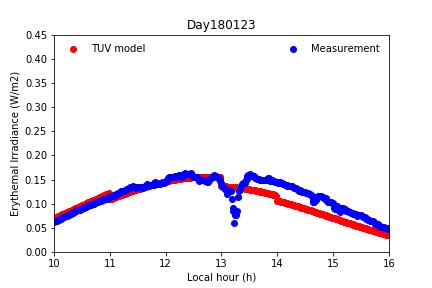 Day180123
TUV model
Measurement
Erythemal Irradiance (W/m2)
0.45
0.40
0.35
0.30
0.25
0.20
0.15
0.10
0.05
0.00
10 11 12 13 14 15 16
Local hour (h)